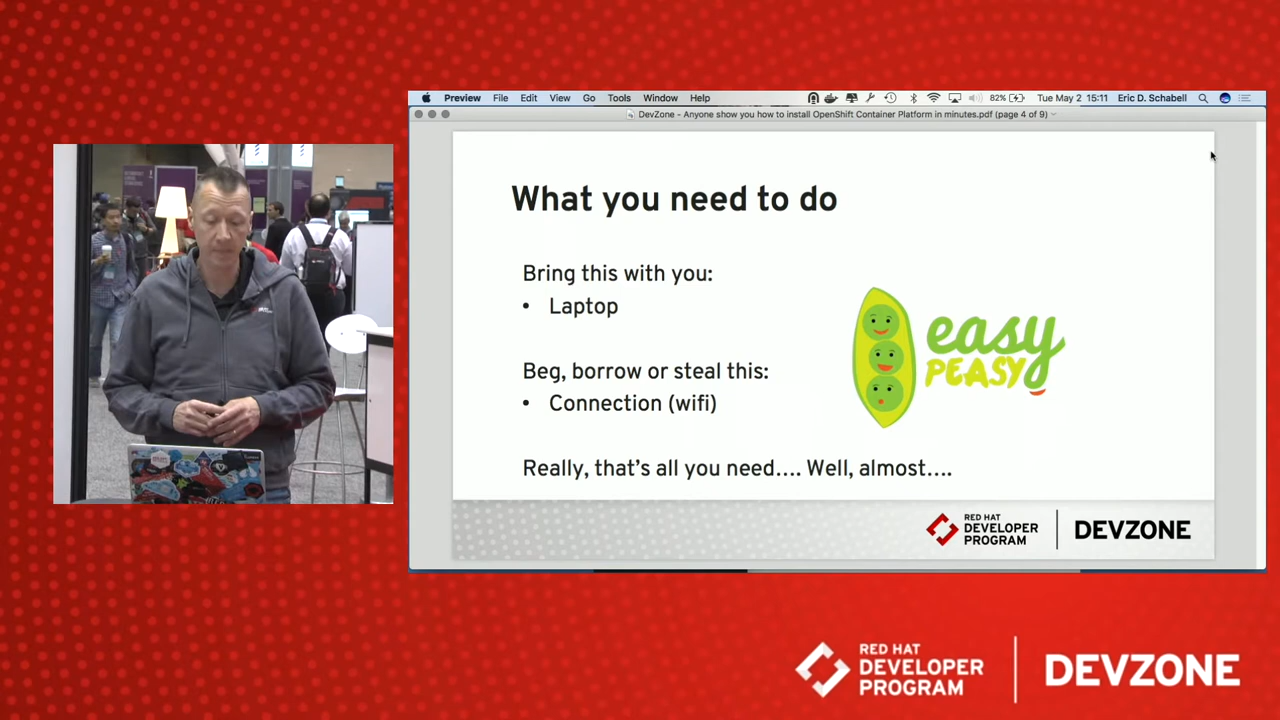 Preview File Edit View Go Tools Window Help 82% Tue May 2 15:11 Eric D. Schabell
DevZone - Anyone show you how to install OpenShift Container Platform in minutes.pdf (page 4 of 9)
What you need to do
Bring this with you:
• Laptop
Beg, borrow or steal this:
• Connection (wifi)
easy
PEASY
Really, that's all you need.... Well, almost....
RED HAT
DEVELOPER
PROGRAM
DEVZONE
RED HAT
DEVELOPER
PROGRAM
DEVZONE